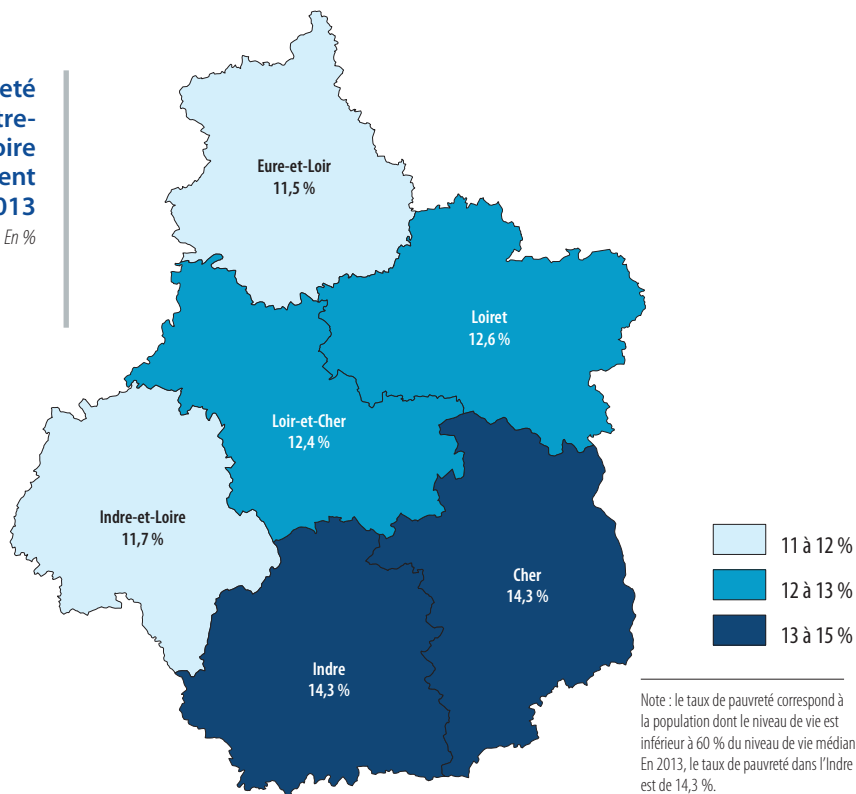 eté
tre-
oire
ent
013
En %
Eure-et-Loir
11,5 %
Loiret
12,6 %
Loir-et-Cher
12,4 %
Indre-et-Loire
11,7 %
Cher
14,3 %
Indre
14,3 %
11 à 12 %
12 à 13 %
13 à 15 %
Note : le taux de pauvreté correspond à
la population dont le niveau de vie est
inférieur à 60 % du niveau de vie médian
En 2013, le taux de pauvreté dans l'Indre
est de 14,3 %.